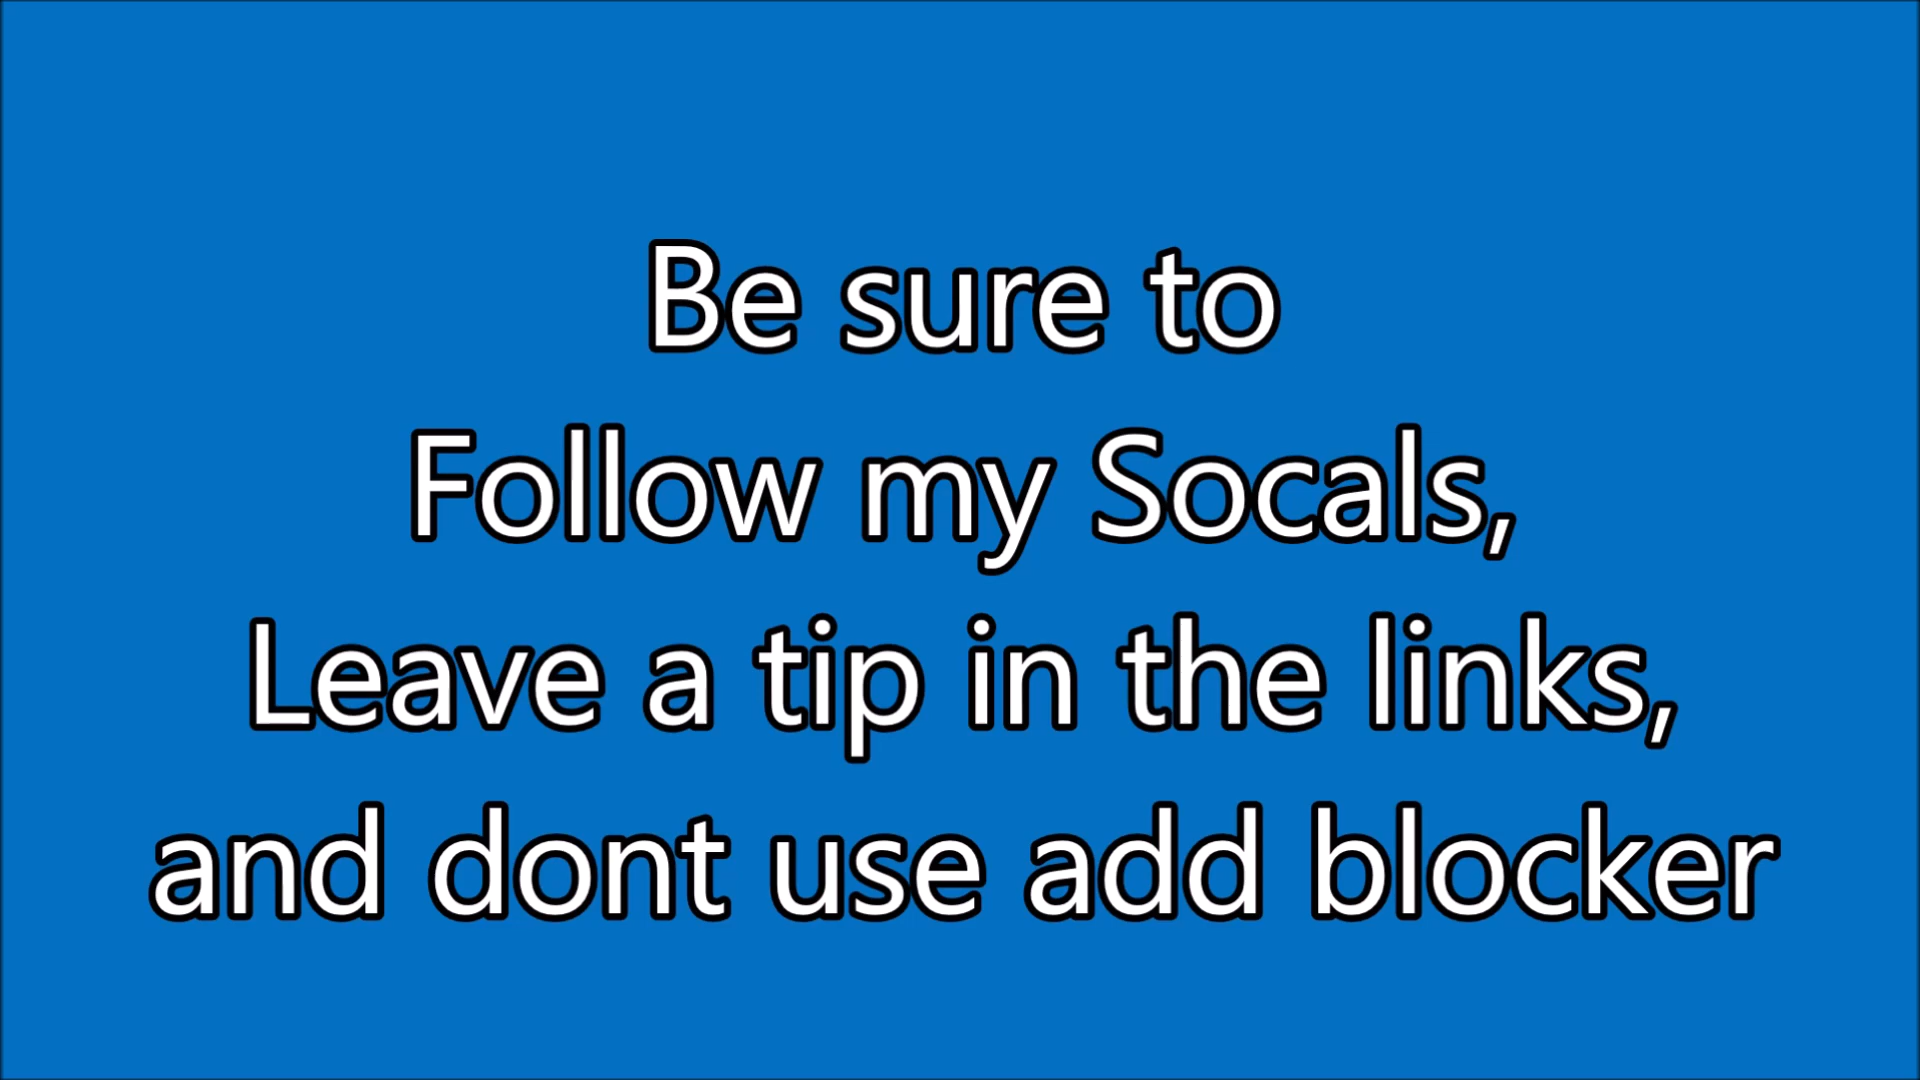 Be sure to
Follow my Socals,
Leave a tip in the links,
and dont use add blocker